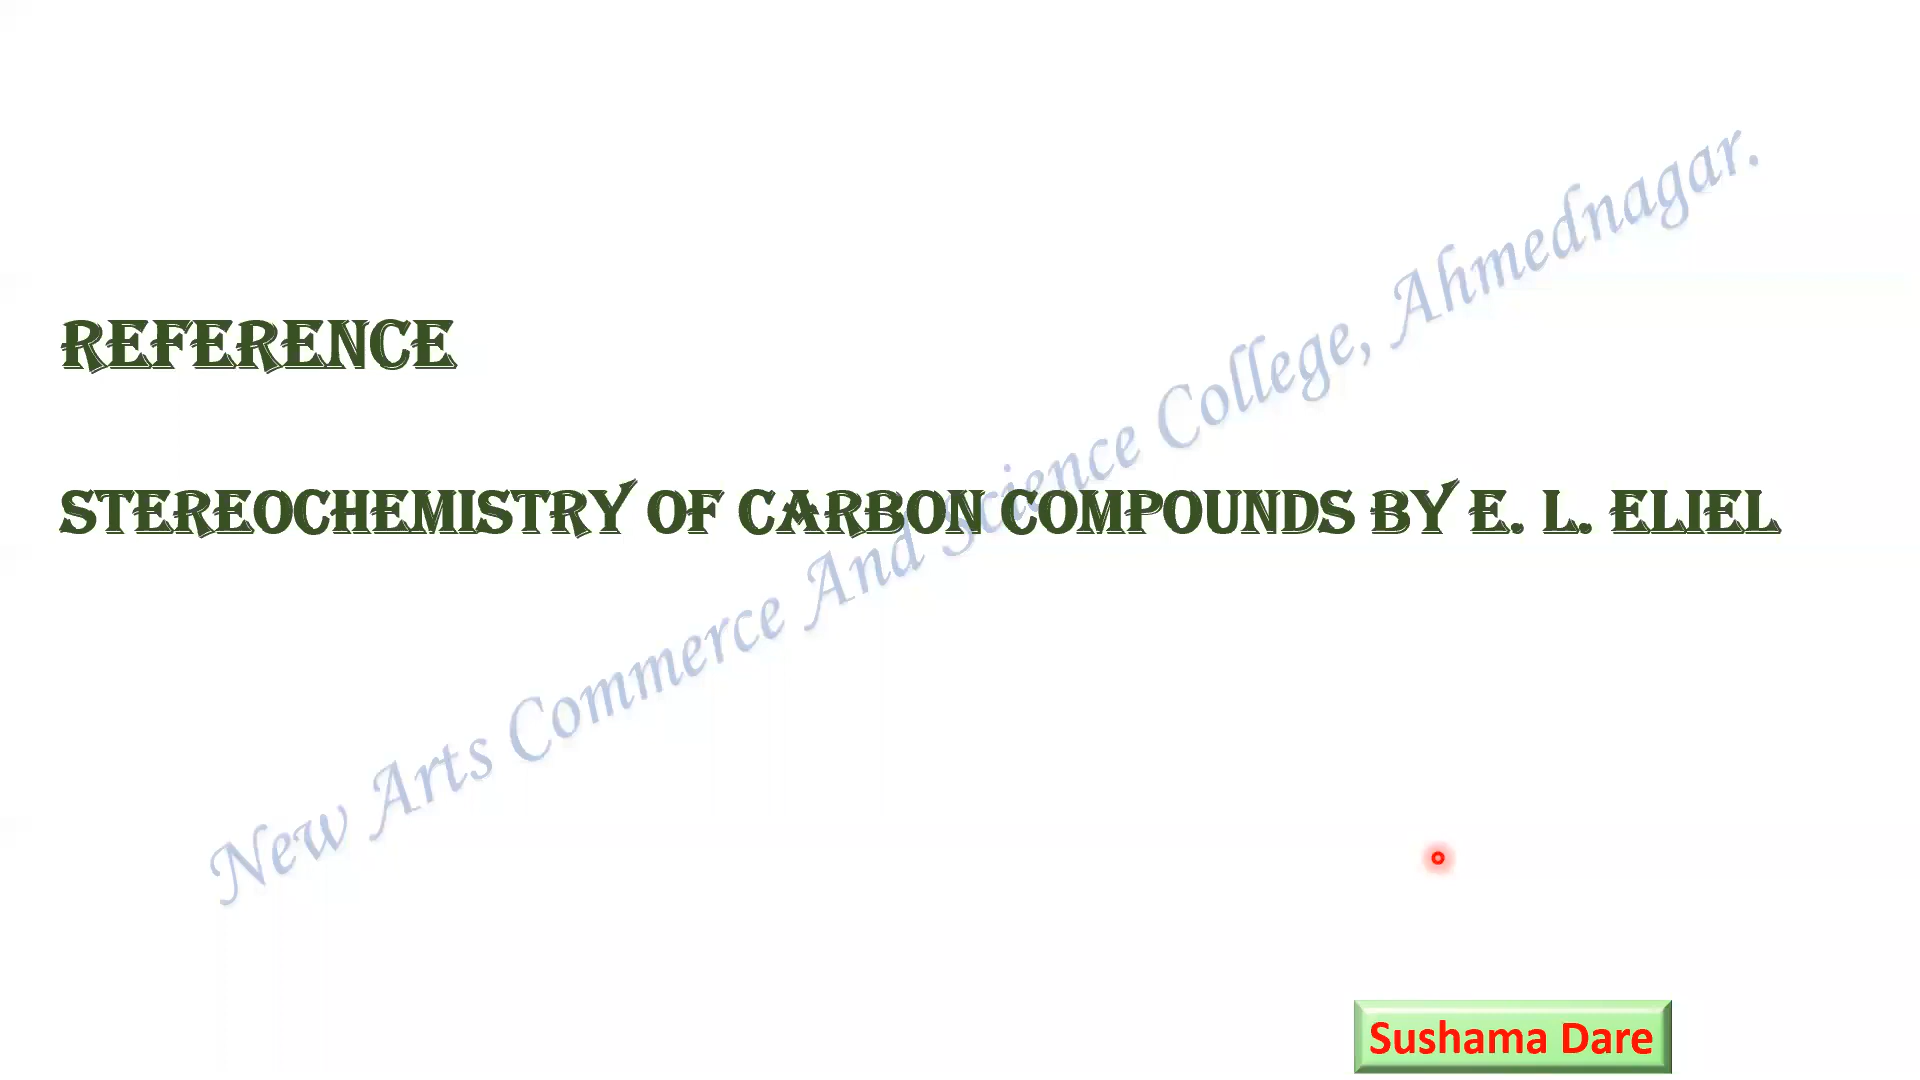 REFERENCE
STEREOCHEMISTRY OF CARBON COMPOUNDS BY E. L. ELIEL
New Arts Commerce And Science College, Ahmednagar.
Sushama Dare